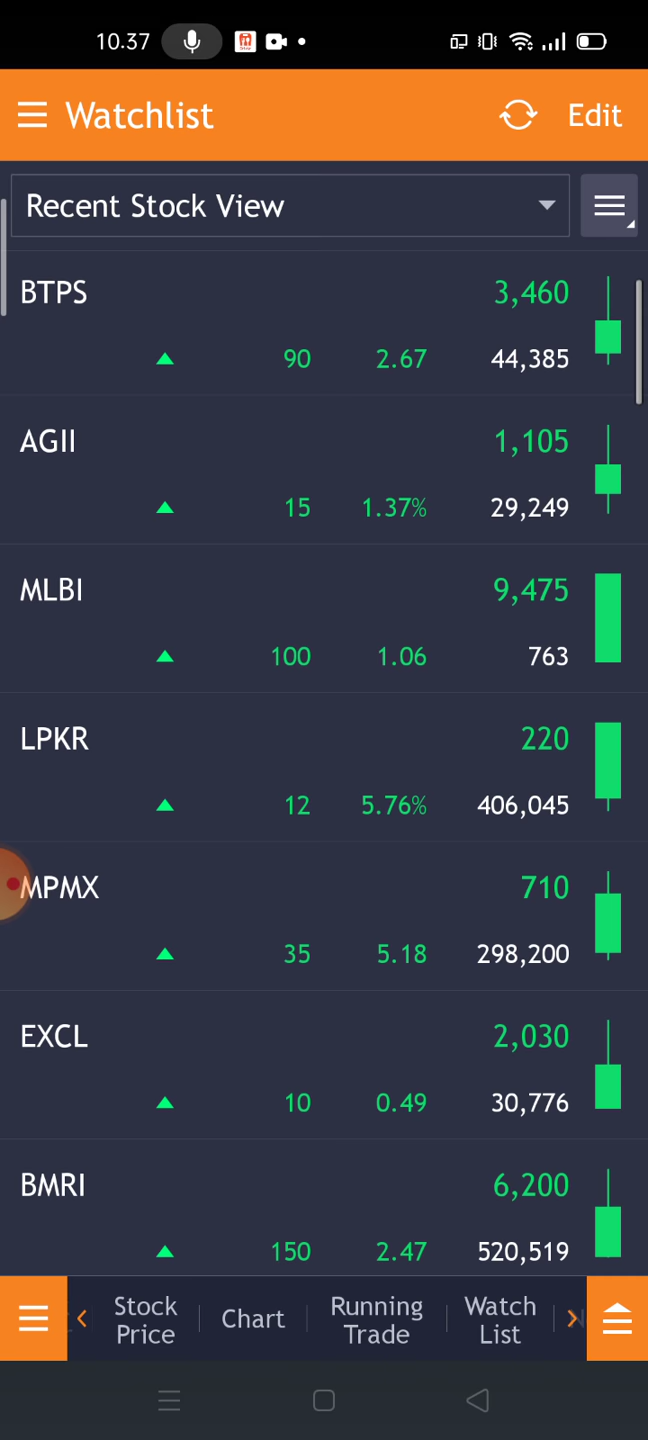 10.37
Watchlist Edit
Recent Stock View
BTPS 3,460
90 2.67 44,385
AGII 1,105
15 1.37% 29,249
MLBI 9,475
100 1.06 763
LPKR 220
12 5.76% 406,045
MPMX 710
35 5.18 298,200
EXCL 2,030
10 0.49 30,776
BMRI 6,200
150 2.47 520,519
Stock Price
Chart
Running Trade
Watch List